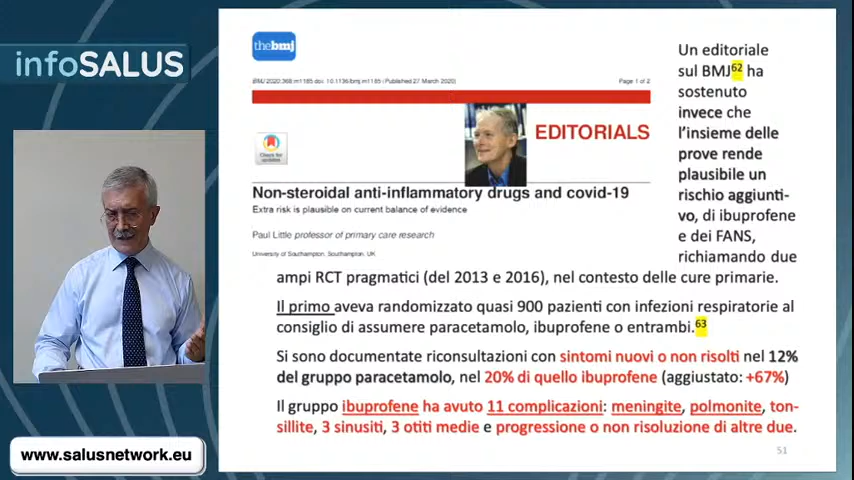 infoSALUS
thebmj
BMJ 2020;368:m1185 doi: 10.1136/bmj.m1185 (Published 27 March 2020)
Page 1 of 2
Check for
updates
EDITORIALS
Non-steroidal anti-inflammatory drugs and covid-19
Extra risk is plausible on current balance of evidence
Paul Little professor of primary care research
University of Southampton, Southampton, UK
Un editoriale
sul BMJ62 ha
sostenuto
invece che
l'insieme delle
prove rende
plausibile un
rischio aggiunti-
vo, di ibuprofene
e dei FANS,
richiamando due
ampi RCT pragmatici (del 2013 e 2016), nel contesto delle cure primarie.
Il primo aveva randomizzato quasi 900 pazienti con infezioni respiratorie al
consiglio di assumere paracetamolo, ibuprofene o entrambi.63
Si sono documentate riconsultazioni con sintomi nuovi o non risolti nel 12%
del gruppo paracetamolo, nel 20% di quello ibuprofene (aggiustato: +67%)
Il gruppo ibuprofene ha avuto 11 complicazioni: meningite, polmonite, ton-
sillite, 3 sinusiti, 3 otiti medie e progressione o non risoluzione di altre due.
51
www.salusnetwork.eu